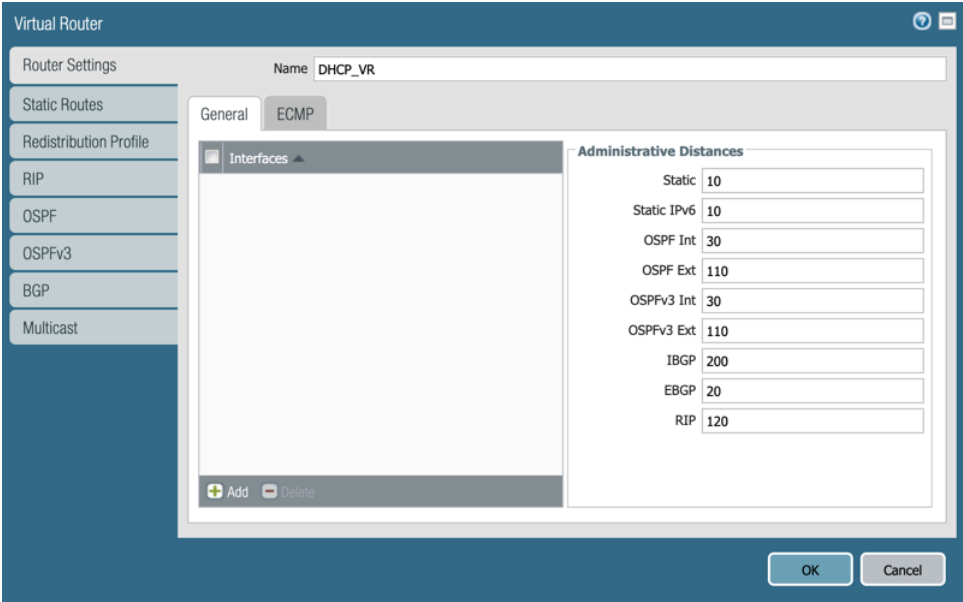 Virtual Router
Router Settings
Static Routes
Redistribution Profile
RIP
OSPF
OSPFv3
BGP
Multicast
Name DHCP_VR
General ECMP
Interfaces
Add Delete
Administrative Distances
Static 10
Static IPv6 10
OSPF Int 30
OSPF Ext 110
OSPFv3 Int 30
OSPFv3 Ext 110
IBGP 200
EBGP 20
RIP 120
OK Cancel